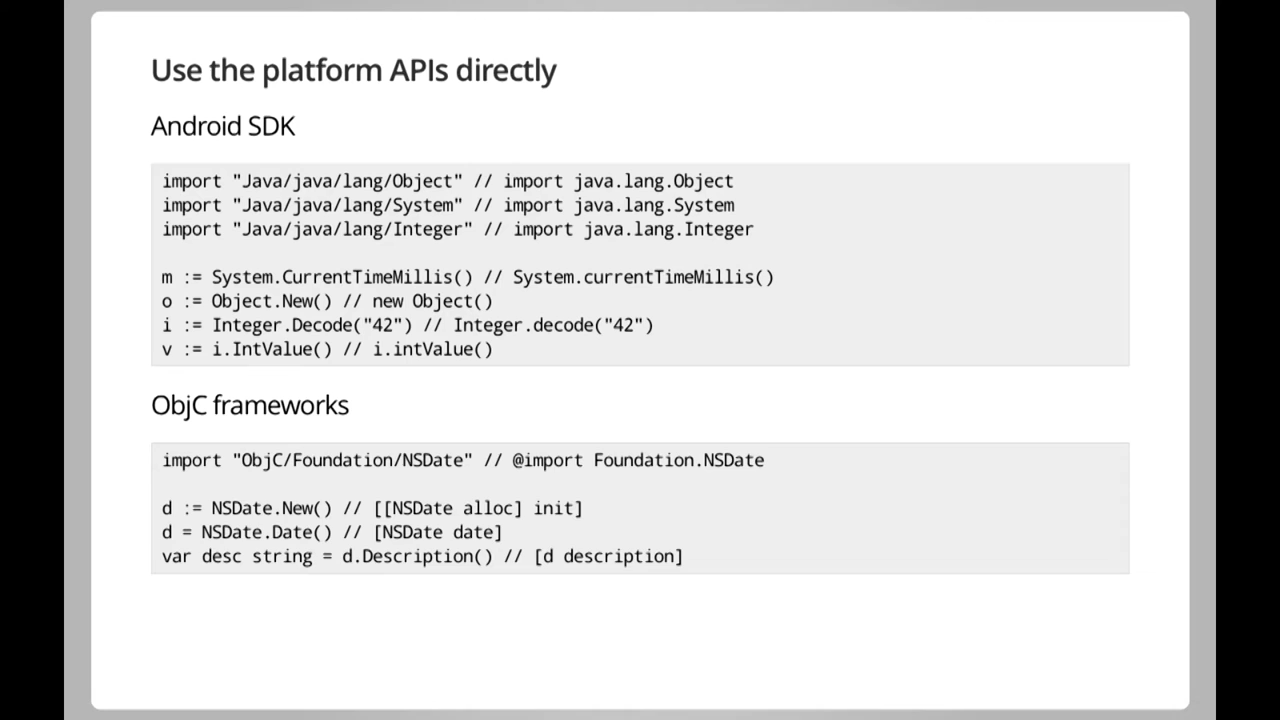 Use the platform APIs directly
Android SDK
import "Java/java/lang/Object" // import java.lang.Object
import "Java/java/lang/System" // import java.lang.System
import "Java/java/lang/Integer" // import java.lang.Integer
m := System.CurrentTimeMillis() // System.currentTimeMillis()
o := Object.New() // new Object()
i := Integer.Decode("42") // Integer.decode("42")
v := i.IntValue() // i.intValue()
ObjC frameworks
import "ObjC/Foundation/NSDate" // @import Foundation.NSDate
d := NSDate.New() // [[NSDate alloc] init]
d = NSDate.Date() // [NSDate date]
var desc string = d.Description() // [d description]